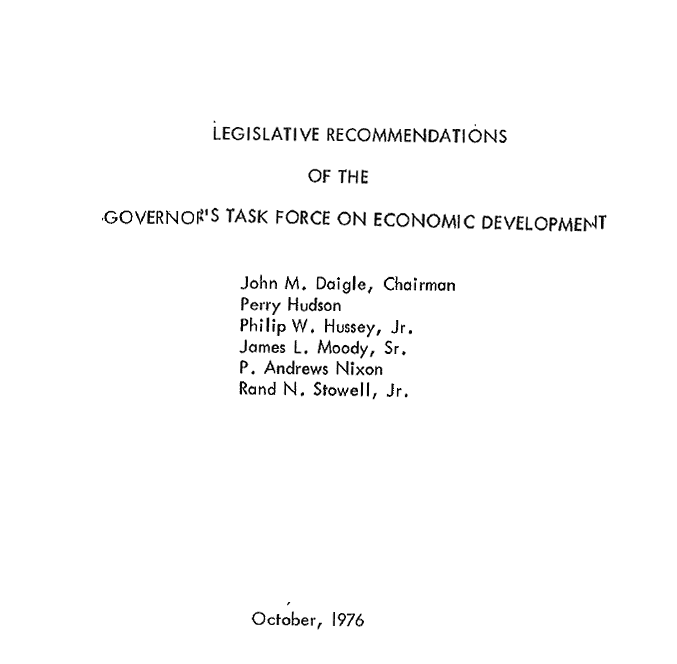 LEGISLATIVE RECOMMENDATIONS
OF THE
GOVERNOR'S TASK FORCE ON ECONOMIC DEVELOPMENT
John M. Daigle, Chairman
Perry Hudson
Philip W. Hussey, Jr.
James L. Moody, Sr.
P. Andrews Nixon
Rand N. Stowell, Jr.
October, 1976